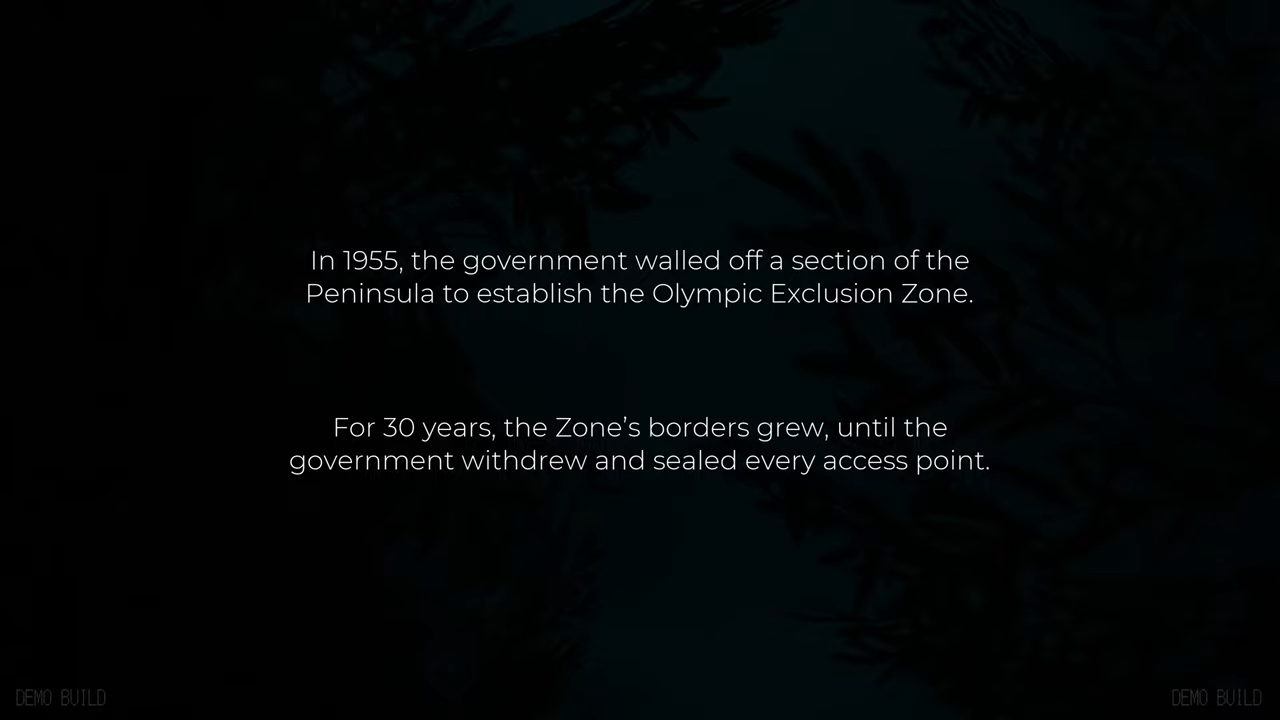 In 1955, the government walled off a section of the
Peninsula to establish the Olympic Exclusion Zone.
For 30 years, the Zone’s borders grew, until the
government withdrew and sealed every access point.
DEMO BUILD
DEMO BUILD